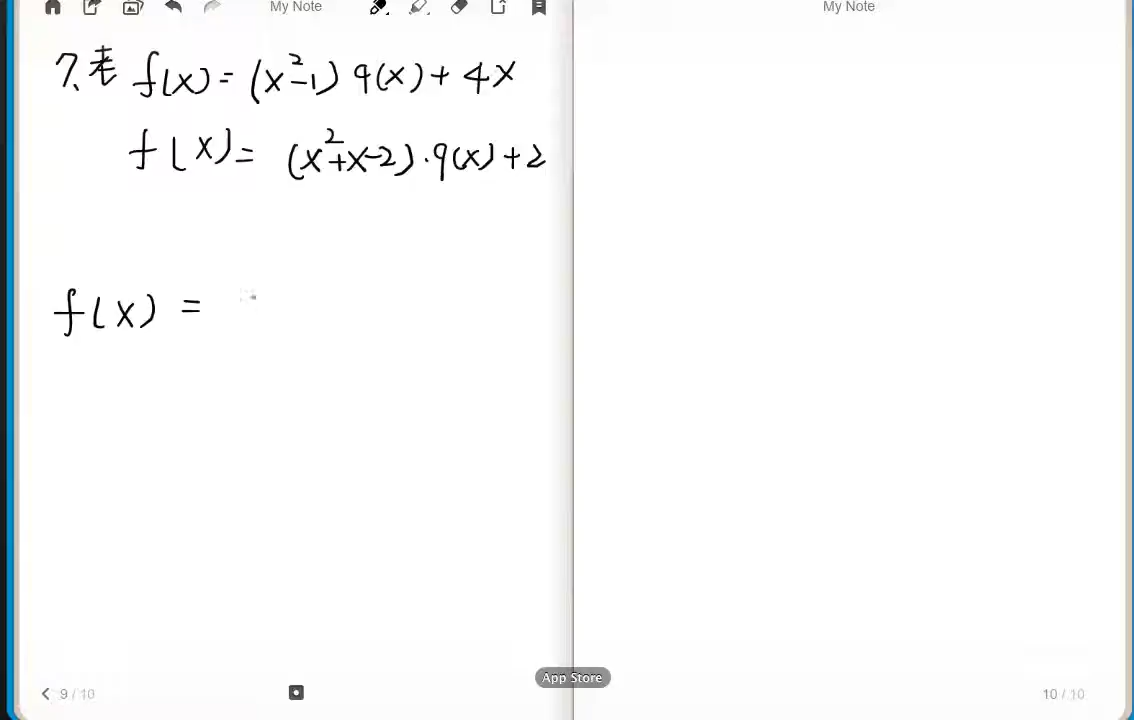 My Note
My Note
7. 若 f(x) = (x²-1) q(x) + 4x
f(x) = (x²+x-2)·q(x)+2
f(x) =
App Store
9 / 10
10 / 10